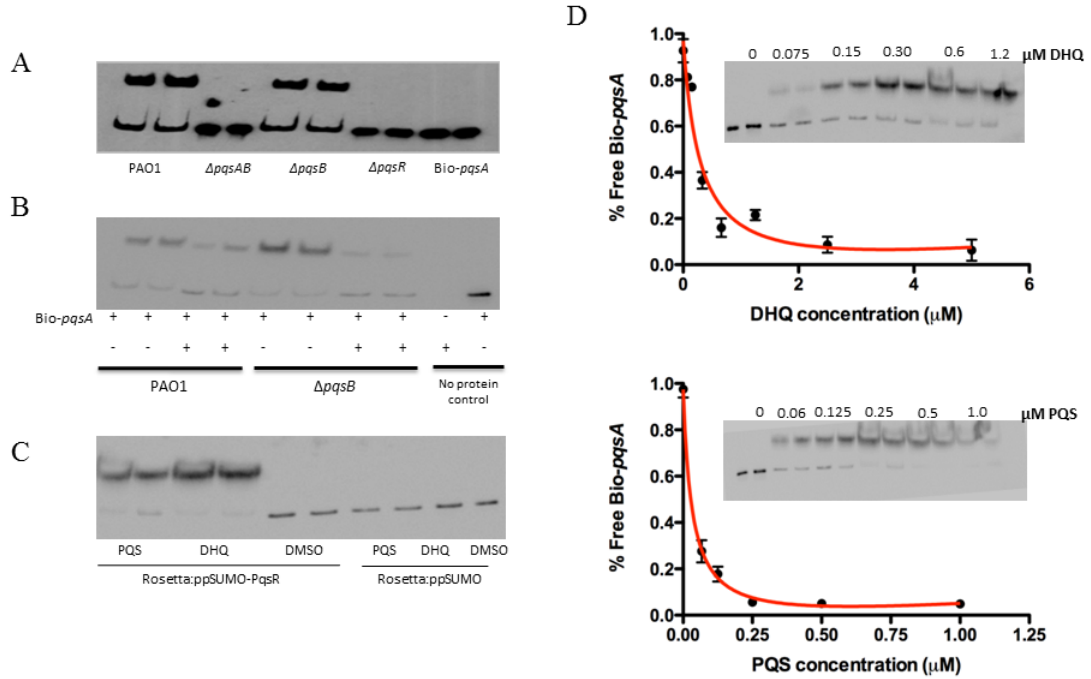 A
PAO1 ΔpqsAB ΔpqsB ΔpqsR Bio-pqsA
B
Bio-pqsA + + + + + + + + - +
- - + + - - + + + -
PAO1 ΔpqsB No protein
control
C
PQS DHQ DMSO PQS DHQ DMSO
Rosetta:ppSUMO-PqsR Rosetta:ppSUMO
D
0 0.075 0.15 0.30 0.6 1.2 μM DHQ
% Free Bio-pqsA
1.0
0.8
0.6
0.4
0.2
0.0
0 2 4 6
DHQ concentration (μM)
0 0.06 0.125 0.25 0.5 1.0 μM PQS
% Free Bio-pqsA
1.0
0.8
0.6
0.4
0.2
0.0
0.00 0.25 0.50 0.75 1.00 1.25
PQS concentration (μM)